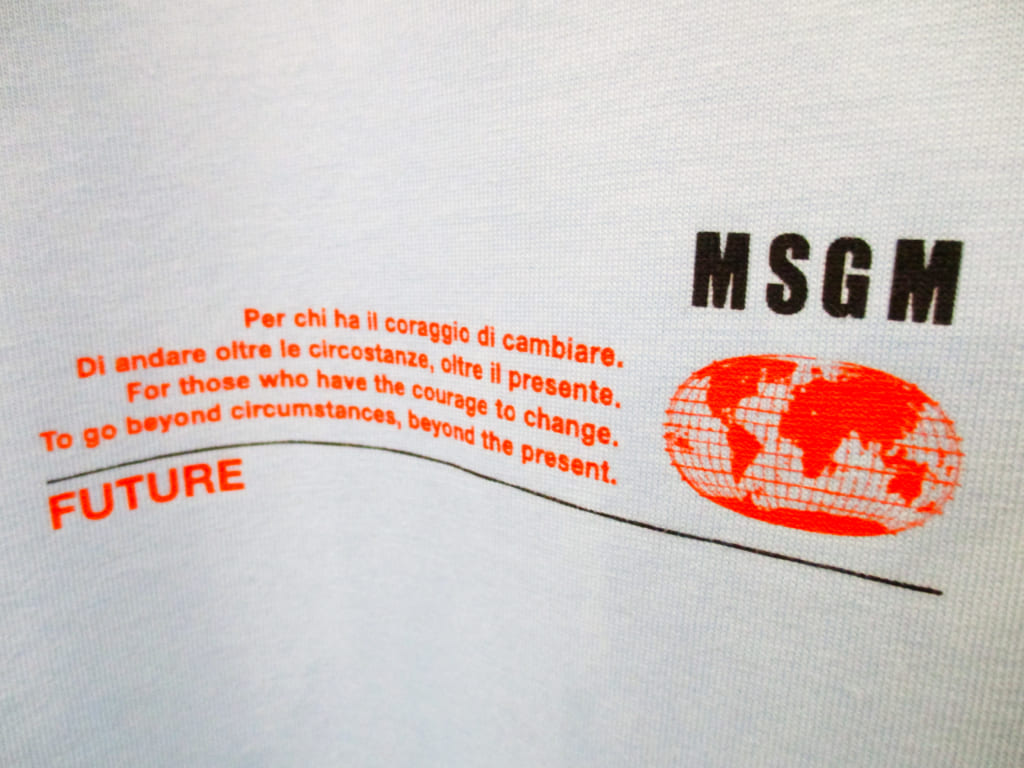 MSGM
Per chi ha il coraggio di cambiare.
Di andare oltre le circostanze, oltre il presente.
For those who have the courage to change.
To go beyond circumstances, beyond the present.
FUTURE